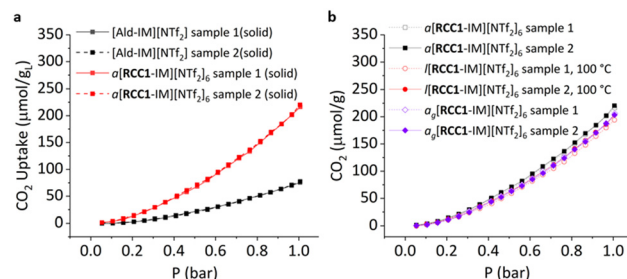 a
[Ald-IM][NTf₂] sample 1(solid)
[Ald-IM][NTf₂] sample 2(solid)
a[RCC1-IM][NTf₂]₆ sample 1 (solid)
a[RCC1-IM][NTf₂]₆ sample 2 (solid)
350
300
250
200
150
100
50
0
CO₂ Uptake (μmol/g_L)
0.0 0.2 0.4 0.6 0.8 1.0
P (bar)
b
a[RCC1-IM][NTf₂]₆ sample 1
a[RCC1-IM][NTf₂]₆ sample 2
l[RCC1-IM][NTf₂]₆ sample 1, 100 °C
l[RCC1-IM][NTf₂]₆ sample 2, 100 °C
a_g[RCC1-IM][NTf₂]₆ sample 1
a_g[RCC1-IM][NTf₂]₆ sample 2
350
300
250
200
150
100
50
0
CO₂ (μmol/g)
0.0 0.2 0.4 0.6 0.8 1.0
P (bar)